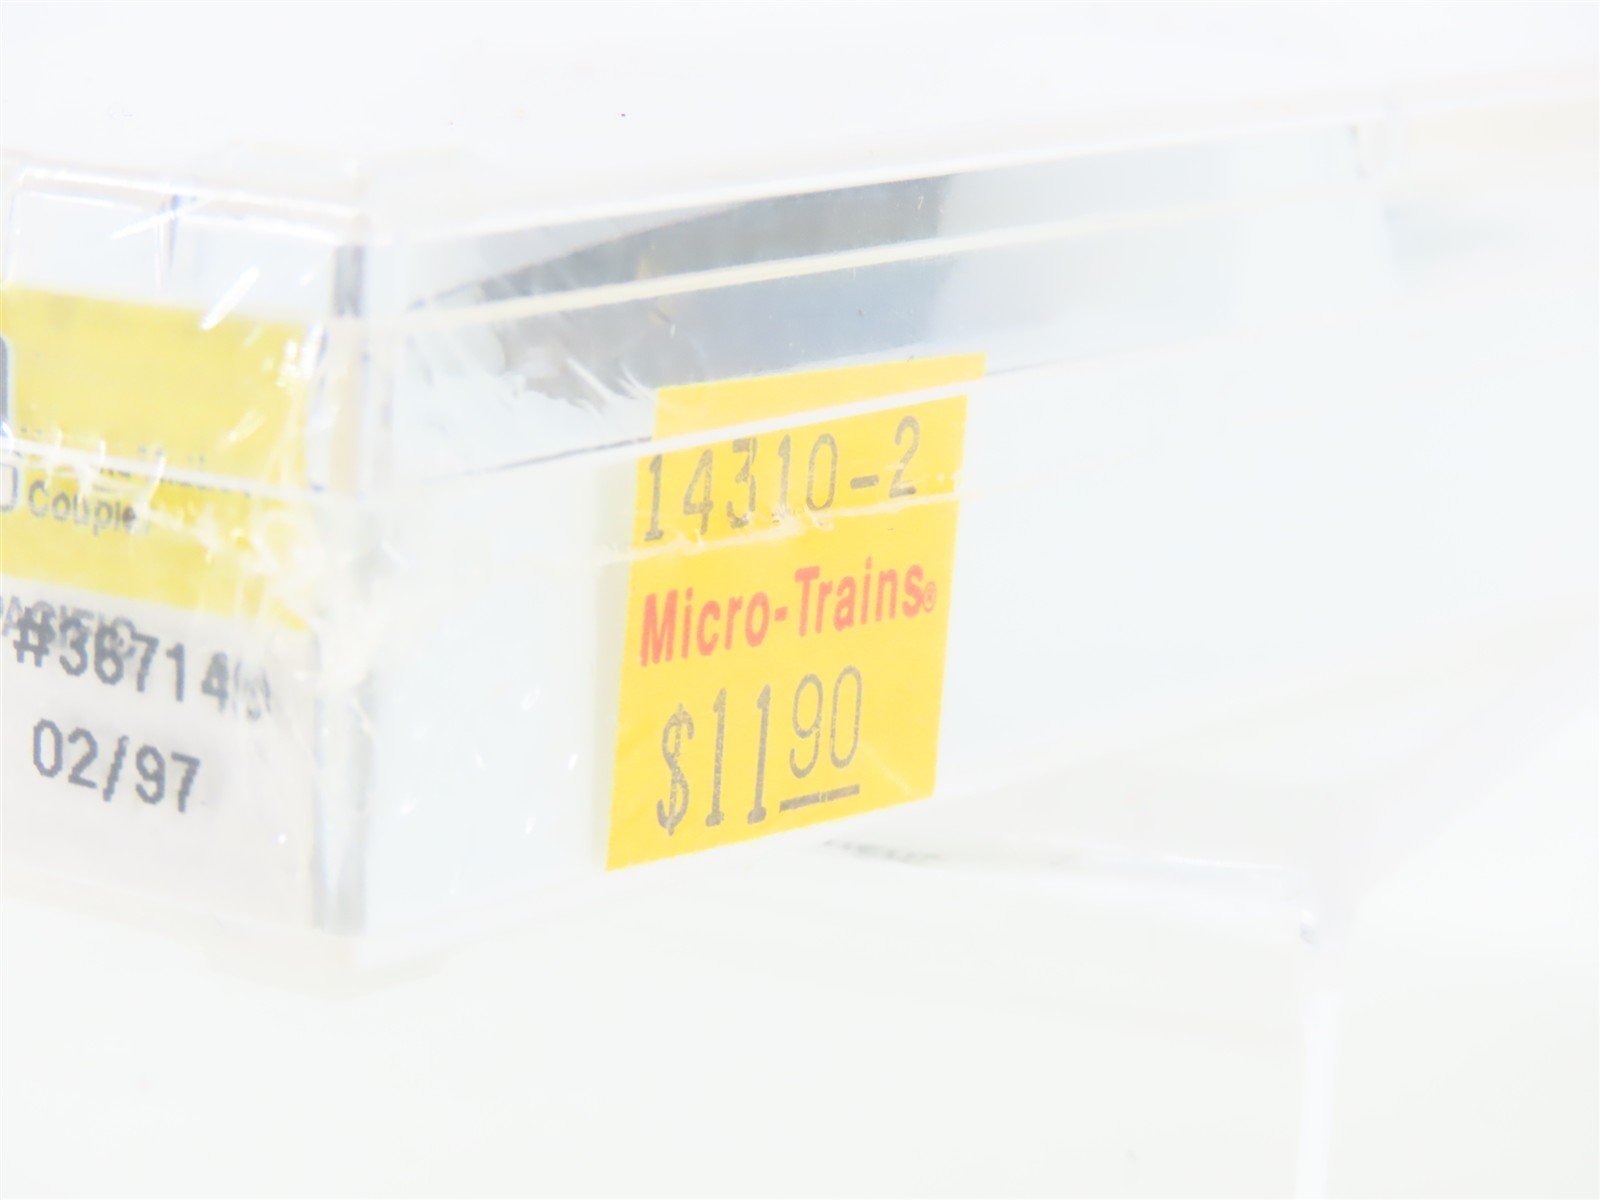 Coupler
#36714
02/97
14310-2
Micro-Trains®
$11.90